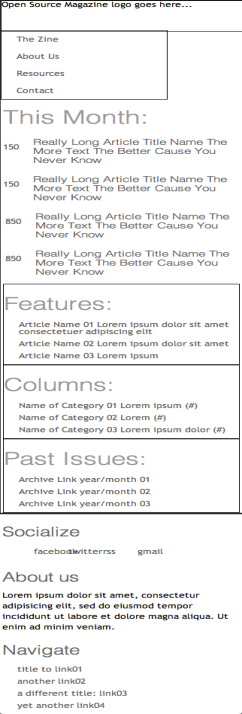 Open Source Magazine logo goes here...
The Zine
About Us
Resources
Contact
This Month:
150
Really Long Article Title Name The
More Text The Better Cause You
Never Know
150
Really Long Article Title Name The
More Text The Better Cause You
Never Know
850
Really Long Article Title Name The
More Text The Better Cause You
Never Know
850
Really Long Article Title Name The
More Text The Better Cause You
Never Know
Features:
Article Name 01 Lorem ipsum dolor sit amet
consectetuer adipiscing elit
Article Name 02 Lorem ipsum dolor sit amet
Article Name 03 Lorem ipsum
Columns:
Name of Category 01 Lorem ipsum (#)
Name of Category 02 Lorem (#)
Name of Category 03 Lorem ipsum dolor (#)
Past Issues:
Archive Link year/month 01
Archive Link year/month 02
Archive Link year/month 03
Socialize
facebook twitter rss gmail
About us
Lorem ipsum dolor sit amet, consectetur
adipisicing elit, sed do eiusmod tempor
incididunt ut labore et dolore magna aliqua. Ut
enim ad minim veniam.
Navigate
title to link01
another link02
a different title: link03
yet another link04